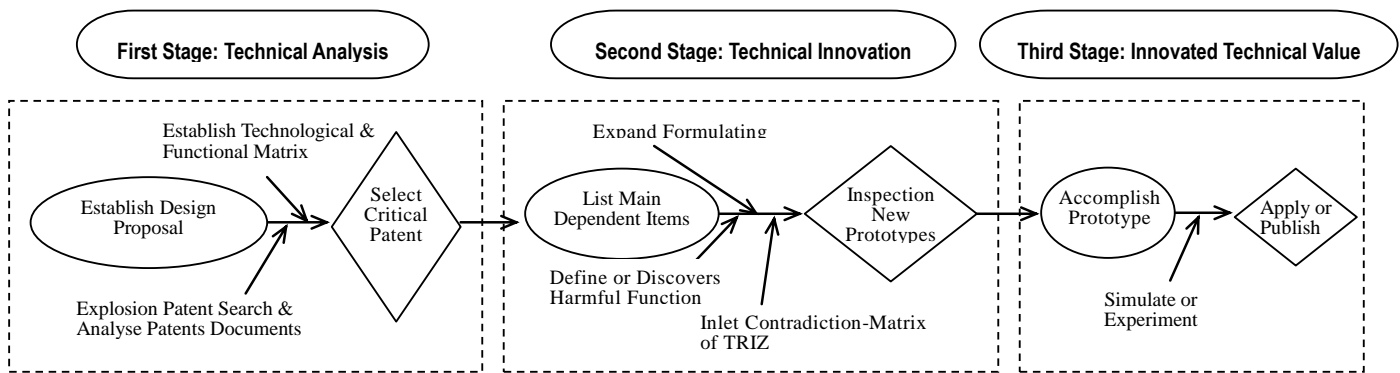 First Stage: Technical Analysis
Second Stage: Technical Innovation
Third Stage: Innovated Technical Value
Establish Technological &
Functional Matrix
Establish Design
Proposal
Select
Critical
Patent
Explosion Patent Search &
Analyse Patents Documents
Expand Formulating
List Main
Dependent Items
Inspection
New
Prototypes
Define or Discovers
Harmful Function
Inlet Contradiction-Matrix
of TRIZ
Accomplish
Prototype
Apply or
Publish
Simulate or
Experiment